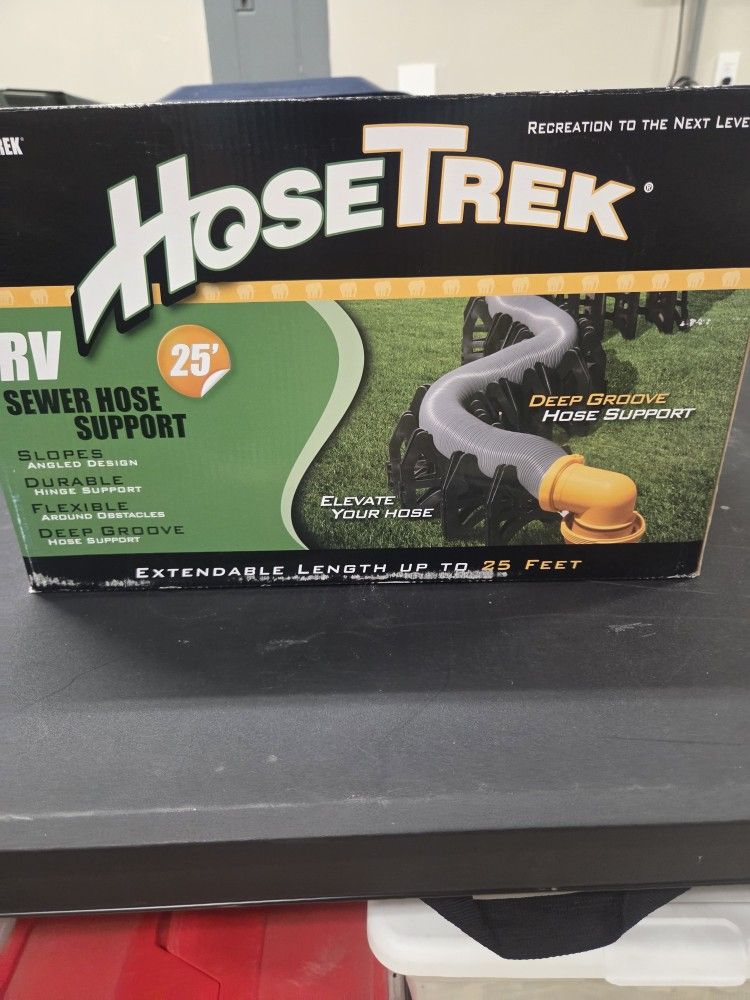 RECREATION TO THE NEXT LEVE
HOSETREK®
RV
25'
SEWER HOSE
SUPPORT
SLOPES
ANGLED DESIGN
DURABLE
HINGE SUPPORT
FLEXIBLE
AROUND OBSTACLES
DEEP GROOVE
HOSE SUPPORT
DEEP GROOVE
HOSE SUPPORT
ELEVATE
YOUR HOSE
EXTENDABLE LENGTH UP TO 25 FEET